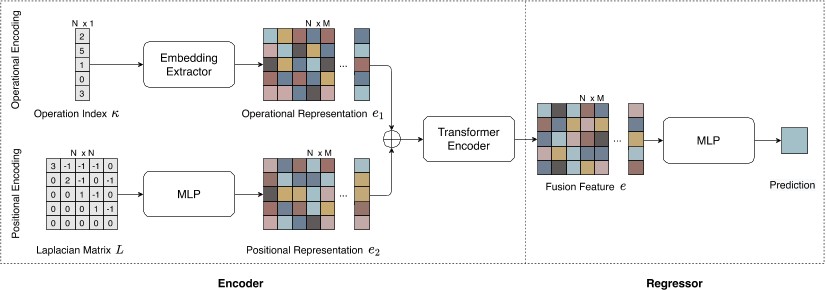 Operational Encoding
N x 1
2
5
1
0
3
Operation Index κ
Embedding
Extractor
N x M
...
Operational Representation e₁
Positional Encoding
N x N
3 -1 -1 -1 0
0 2 -1 0 -1
0 0 1 -1 0
0 0 0 1 -1
0 0 0 0 0
Laplacian Matrix L
MLP
N x M
...
Positional Representation e₂
Transformer
Encoder
N x M
...
Fusion Feature e
MLP
Prediction
Encoder
Regressor